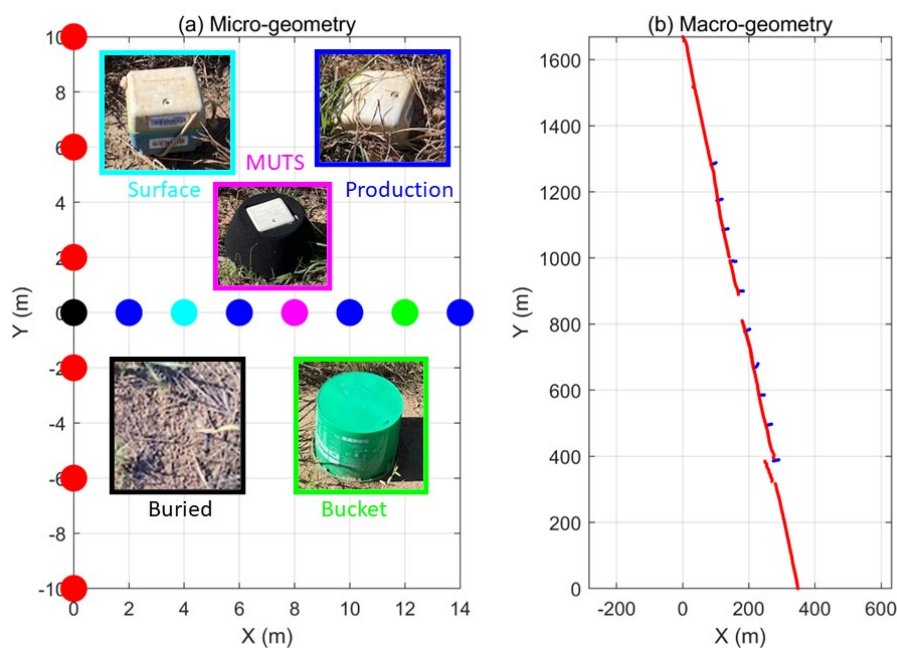 (a) Micro-geometry
10
8
6
4
2
0
-2
-4
-6
-8
-10
Y (m)
0 2 4 6 8 10 12 14
X (m)
Surface
MUTS
Production
Buried
Bucket
(b) Macro-geometry
1600
1400
1200
1000
800
600
400
200
0
Y (m)
-200 0 200 400 600
X (m)